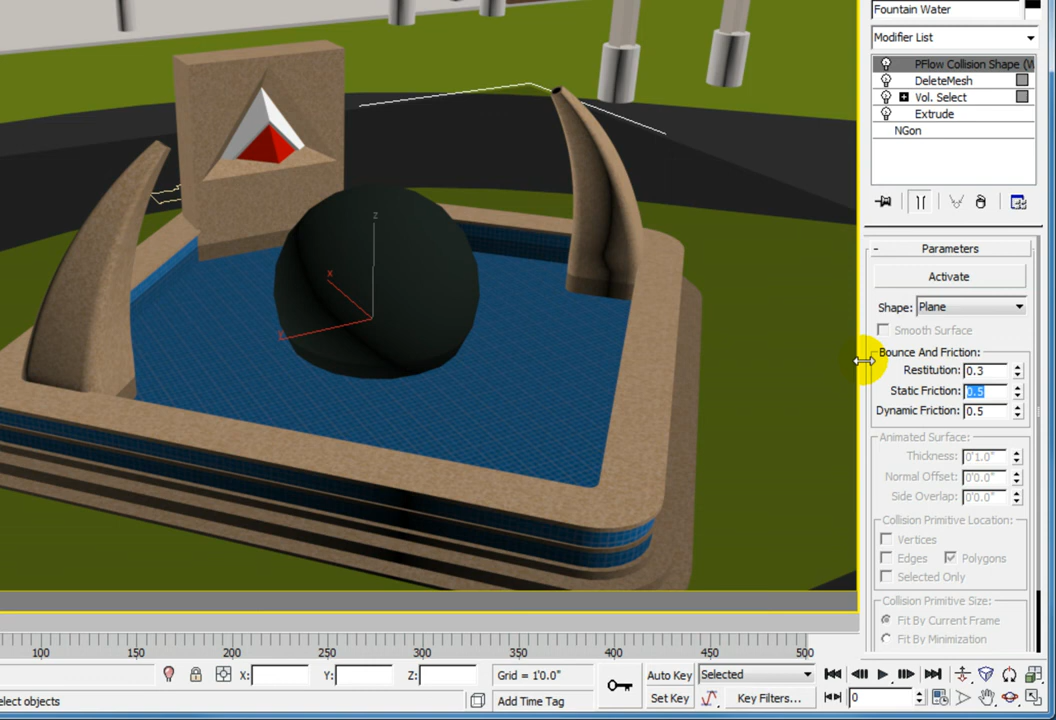 Fountain Water
Modifier List
PFlow Collision Shape (W
DeleteMesh
Vol. Select
Extrude
NGon
Parameters
Activate
Shape: Plane
Smooth Surface
Bounce And Friction:
Restitution: 0.3
Static Friction: 0.5
Dynamic Friction: 0.5
Animated Surface:
Thickness: 0'1.0"
Normal Offset: 0'0.0"
Side Overlap: 0'0.0"
Collision Primitive Location:
Vertices
Edges Polygons
Selected Only
Collision Primitive Size:
Fit By Current Frame
Fit By Minimization
z
x
100 150 200 250 300 350 400 450 500
X: Y: Z: Grid = 1'0.0" Auto Key Selected
elect objects Add Time Tag Set Key Key Filters... 0